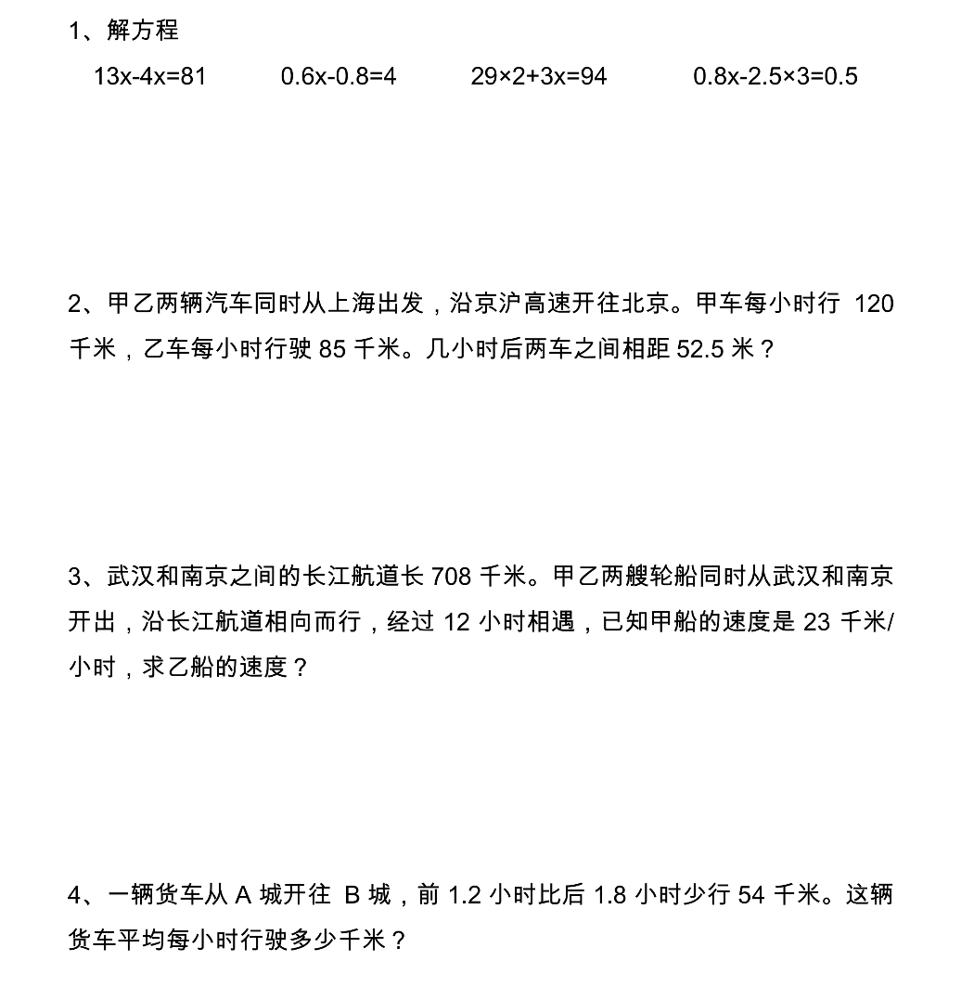 1、解方程
13x-4x=81 0.6x-0.8=4 29×2+3x=94 0.8x-2.5×3=0.5
2、甲乙两辆汽车同时从上海出发，沿京沪高速开往北京。甲车每小时行 120
千米，乙车每小时行驶 85 千米。几小时后两车之间相距 52.5 米？
3、武汉和南京之间的长江航道长 708 千米。甲乙两艘轮船同时从武汉和南京
开出，沿长江航道相向而行，经过 12 小时相遇，已知甲船的速度是 23 千米/
小时，求乙船的速度？
4、一辆货车从 A 城开往 B 城，前 1.2 小时比后 1.8 小时少行 54 千米。这辆
货车平均每小时行驶多少千米？